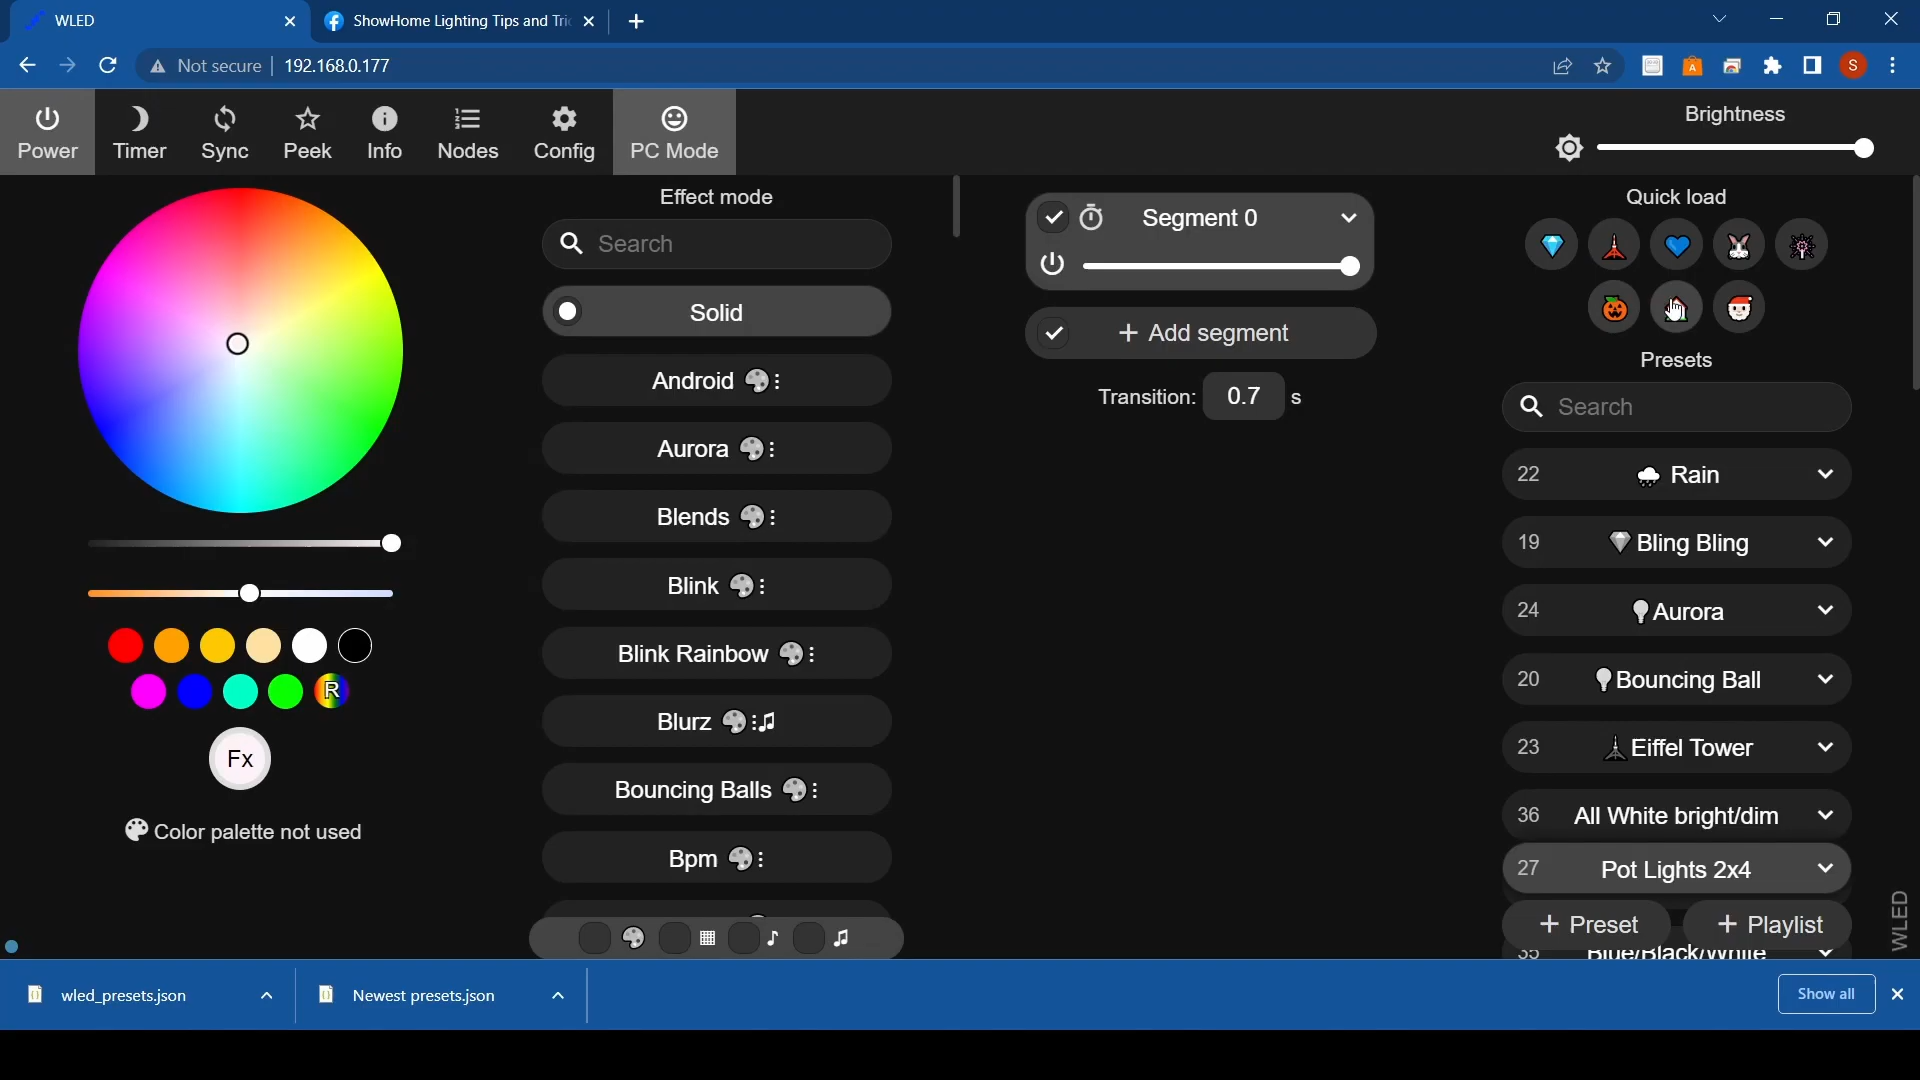 WLED
ShowHome Lighting Tips and Tri
Not secure
192.168.0.177
S
Power
Timer
Sync
Peek
Info
Nodes
Config
PC Mode
Brightness
R
Fx
Color palette not used
Effect mode
Search
Solid
Android
Aurora
Blends
Blink
Blink Rainbow
Blurz
Bouncing Balls
Bpm
Segment 0
+ Add segment
Transition: 0.7 s
Quick load
Presets
Search
22 Rain
19 Bling Bling
24 Aurora
20 Bouncing Ball
23 Eiffel Tower
36 All White bright/dim
27 Pot Lights 2x4
+ Preset
+ Playlist
35 Blue/Black/White
WLED
wled_presets.json
Newest presets.json
Show all